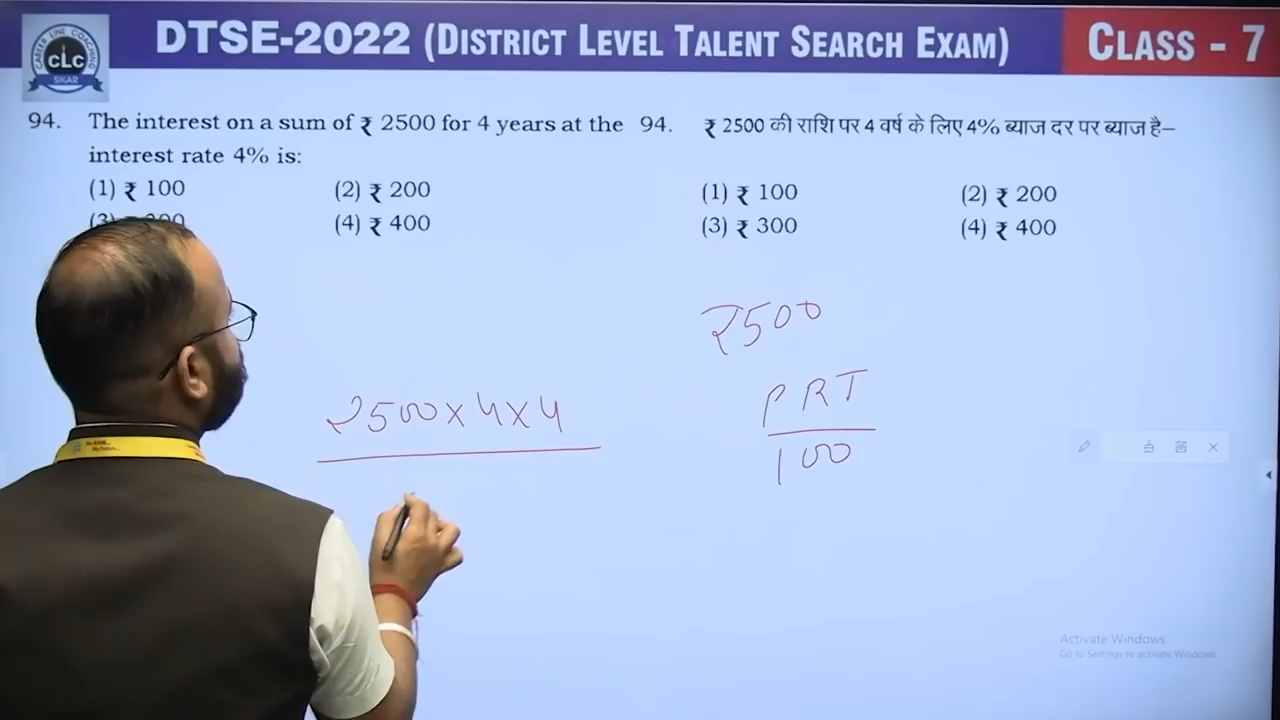 DTSE-2022 (DISTRICT LEVEL TALENT SEARCH EXAM)
CLASS - 7
CAREER LINE COACHING
CLC
SIKAR
94. The interest on a sum of ₹ 2500 for 4 years at the
interest rate 4% is:
(1) ₹ 100 (2) ₹ 200
(4) ₹ 400
94. ₹ 2500 की राशि पर 4 वर्ष के लिए 4% ब्याज दर पर ब्याज है–
(1) ₹ 100 (2) ₹ 200
(3) ₹ 300 (4) ₹ 400
2500
PRT
100
2500×4×4
Activate Windows
Go to Settings to activate Windows.